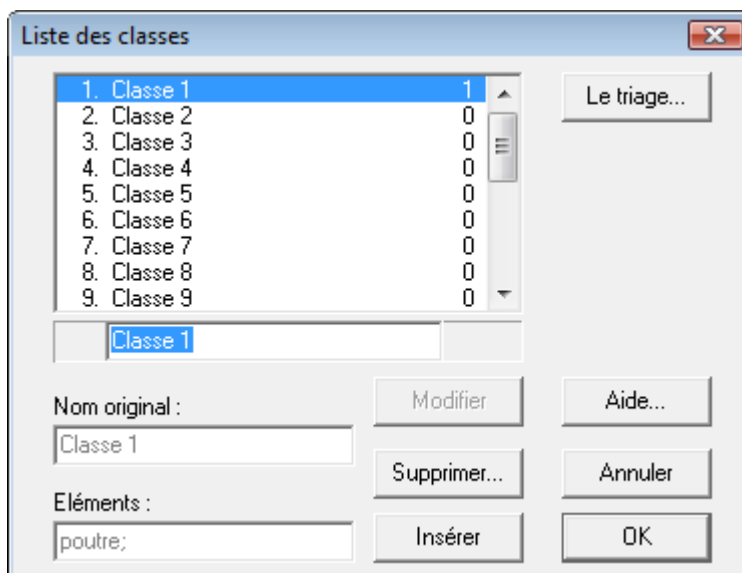 Liste des classes
1. Classe 1 1
2. Classe 2 0
3. Classe 3 0
4. Classe 4 0
5. Classe 5 0
6. Classe 6 0
7. Classe 7 0
8. Classe 8 0
9. Classe 9 0
Le triage...
Classe 1
Nom original :
Classe 1
Modifier
Aide...
Supprimer...
Annuler
Eléments :
poutre;
Insérer
OK